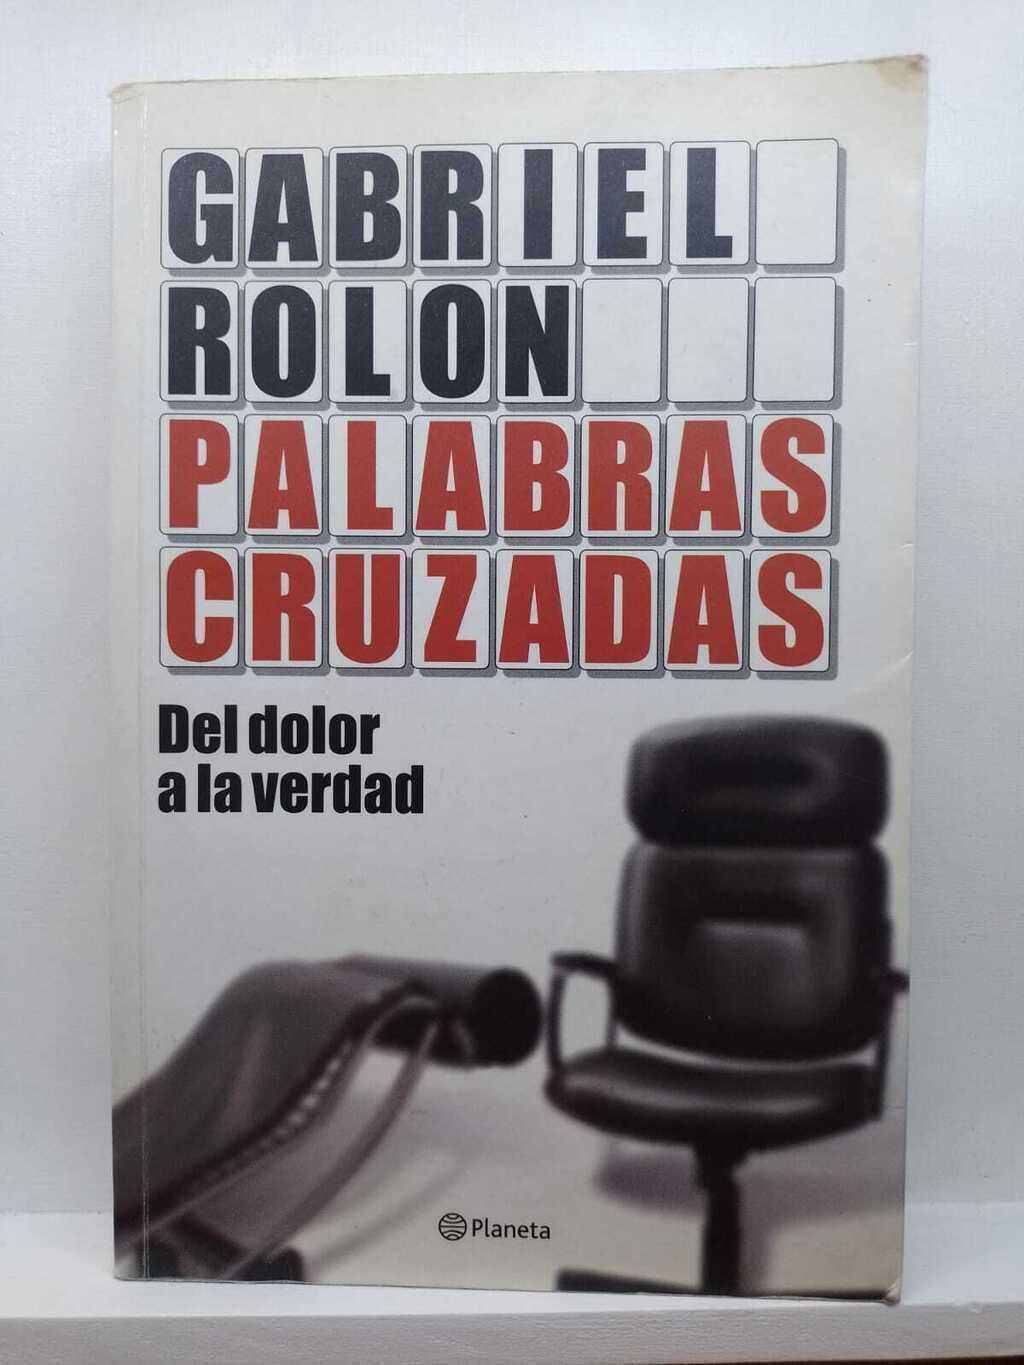 GABRIEL
ROLON
PALABRAS
CRUZADAS
Del dolor
a la verdad
Planeta